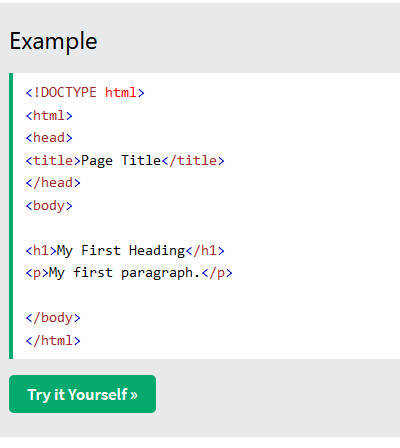 Example
<!DOCTYPE html>
<html>
<head>
<title>Page Title</title>
</head>
<body>
<h1>My First Heading</h1>
<p>My first paragraph.</p>
</body>
</html>
Try it Yourself »